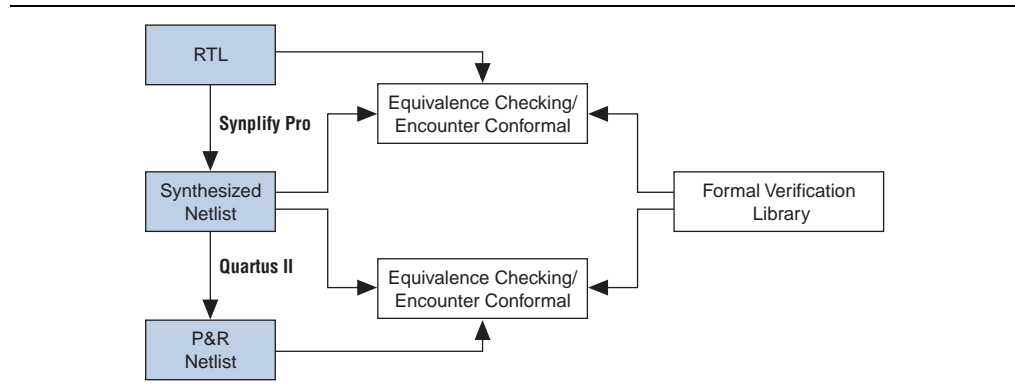 RTL
Equivalence Checking/
Encounter Conformal
Synplify Pro
Synthesized
Netlist
Formal Verification
Library
Quartus II
Equivalence Checking/
Encounter Conformal
P&R
Netlist